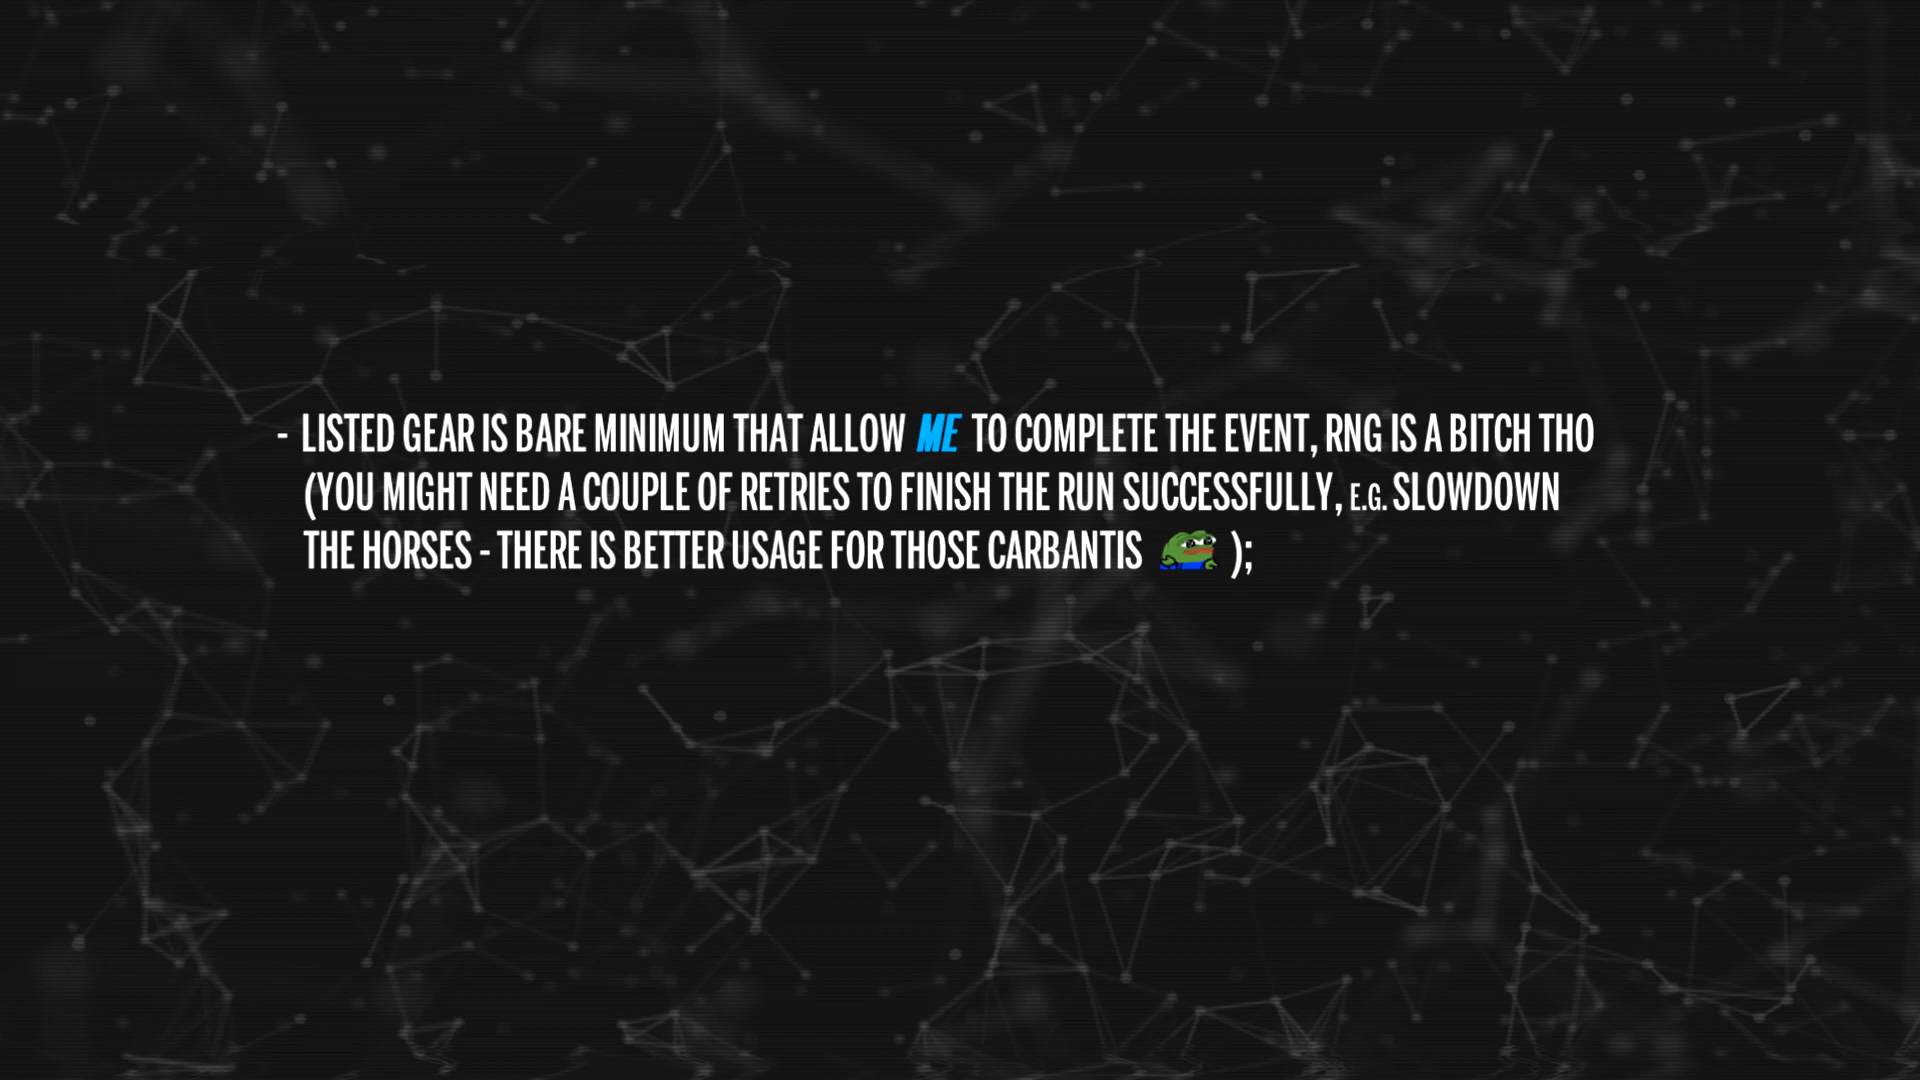 - LISTED GEAR IS BARE MINIMUM THAT ALLOW ME TO COMPLETE THE EVENT, RNG IS A BITCH THO
(YOU MIGHT NEED A COUPLE OF RETRIES TO FINISH THE RUN SUCCESSFULLY, E.G. SLOWDOWN
THE HORSES - THERE IS BETTER USAGE FOR THOSE CARBANTIS );